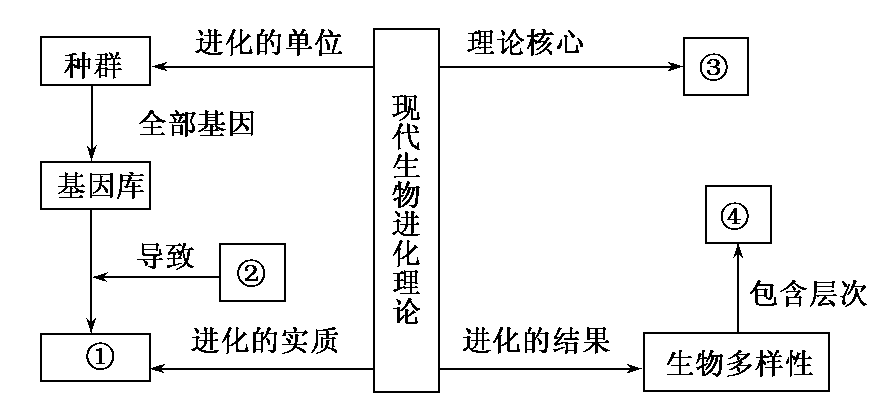 进化的单位
理论核心
种群
③
全部基因
现代生物进化理论
基因库
④
导致
②
包含层次
①
进化的实质
进化的结果
生物多样性